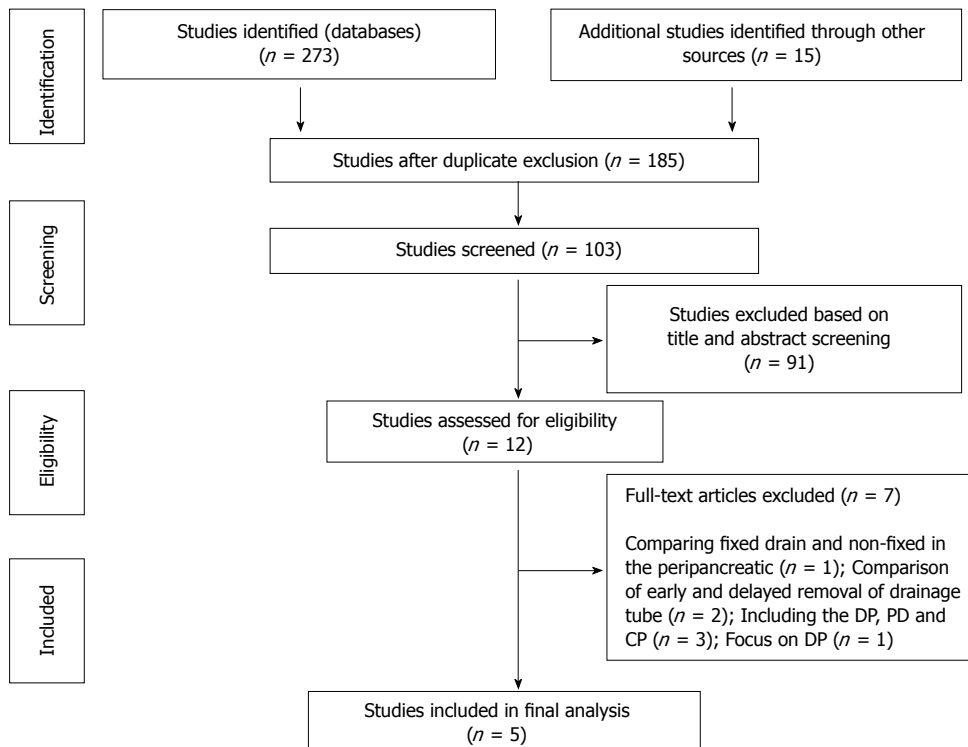 Identification
Studies identified (databases)
(n = 273)
Additional studies identified through other
sources (n = 15)
Studies after duplicate exclusion (n = 185)
Screening
Studies screened (n = 103)
Studies excluded based on
title and abstract screening
(n = 91)
Eligibility
Studies assessed for eligibility
(n = 12)
Full-text articles excluded (n = 7)
Comparing fixed drain and non-fixed in
the peripancreatic (n = 1); Comparison
of early and delayed removal of drainage
tube (n = 2); Including the DP, PD and
CP (n = 3); Focus on DP (n = 1)
Included
Studies included in final analysis
(n = 5)